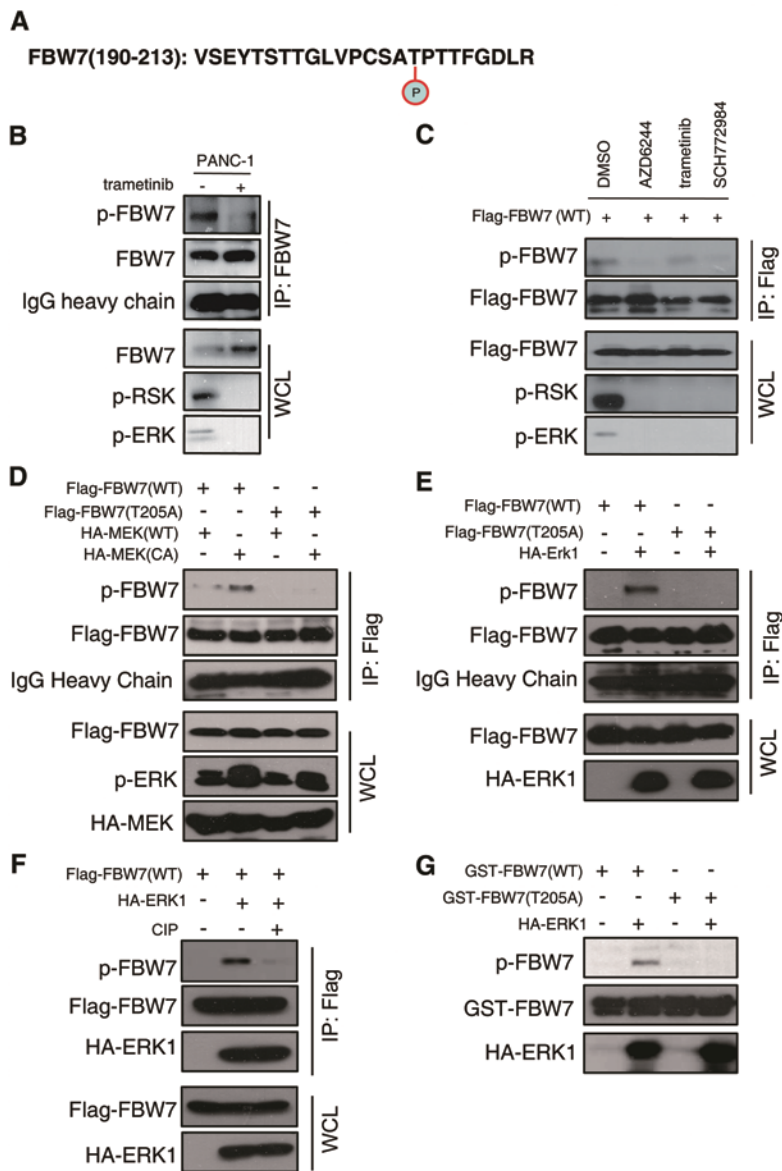 A
FBW7(190-213): VSEYTSTTGLVPCSATPTTFGDLR
P
B
PANC-1
trametinib - +
p-FBW7
FBW7
IgG heavy chain
IP: FBW7
FBW7
p-RSK
p-ERK
WCL
C
DMSO
AZD6244
trametinib
SCH772984
Flag-FBW7 (WT) + + + +
p-FBW7
Flag-FBW7
IP: Flag
Flag-FBW7
p-RSK
p-ERK
WCL
D
Flag-FBW7(WT) + + - -
Flag-FBW7(T205A) - - + +
HA-MEK(WT) + - + -
HA-MEK(CA) - + - +
p-FBW7
Flag-FBW7
IgG Heavy Chain
IP: Flag
Flag-FBW7
p-ERK
HA-MEK
WCL
E
Flag-FBW7(WT) + + - -
Flag-FBW7(T205A) - - + +
HA-Erk1 - + - +
p-FBW7
Flag-FBW7
IgG Heavy Chain
IP: Flag
Flag-FBW7
HA-ERK1
WCL
F
Flag-FBW7(WT) + + +
HA-ERK1 - + +
CIP - - +
p-FBW7
Flag-FBW7
HA-ERK1
IP: Flag
Flag-FBW7
HA-ERK1
WCL
G
GST-FBW7(WT) + + - -
GST-FBW7(T205A) - - + +
HA-ERK1 - + - +
p-FBW7
GST-FBW7
HA-ERK1